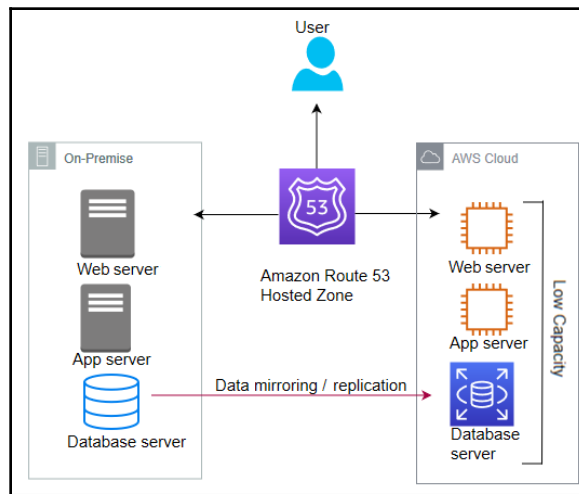 User
On-Premise
AWS Cloud
53
Web server
Amazon Route 53
Hosted Zone
Web server
App server
App server
Low Capacity
Data mirroring / replication
Database server
Database
server